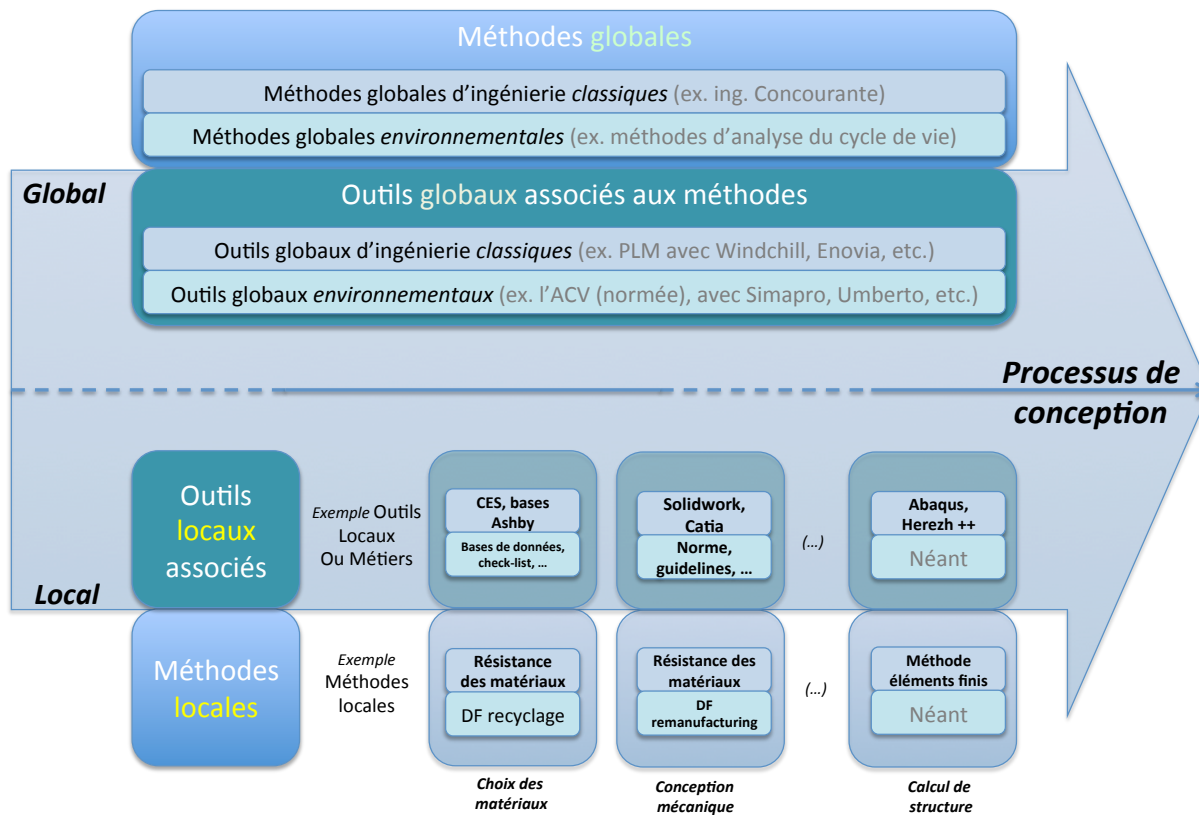 Méthodes globales
Méthodes globales d'ingénierie classiques (ex. ing. Concourante)
Méthodes globales environnementales (ex. méthodes d'analyse du cycle de vie)
Global
Outils globaux associés aux méthodes
Outils globaux d'ingénierie classiques (ex. PLM avec Windchill, Enovia, etc.)
Outils globaux environnementaux (ex. l'ACV (normée), avec Simapro, Umberto, etc.)
Processus de
conception
Outils
locaux
associés
Exemple Outils
Locaux
Ou Métiers
CES, bases
Ashby
Bases de données,
check-list, ...
Solidwork,
Catia
Norme,
guidelines, ...
(...)
Abaqus,
Herezh ++
Néant
Local
Méthodes
locales
Exemple
Méthodes
locales
Résistance
des matériaux
DF recyclage
Résistance des
matériaux
DF
remanufacturing
(...)
Méthode
éléments finis
Néant
Choix des
matériaux
Conception
mécanique
Calcul de
structure